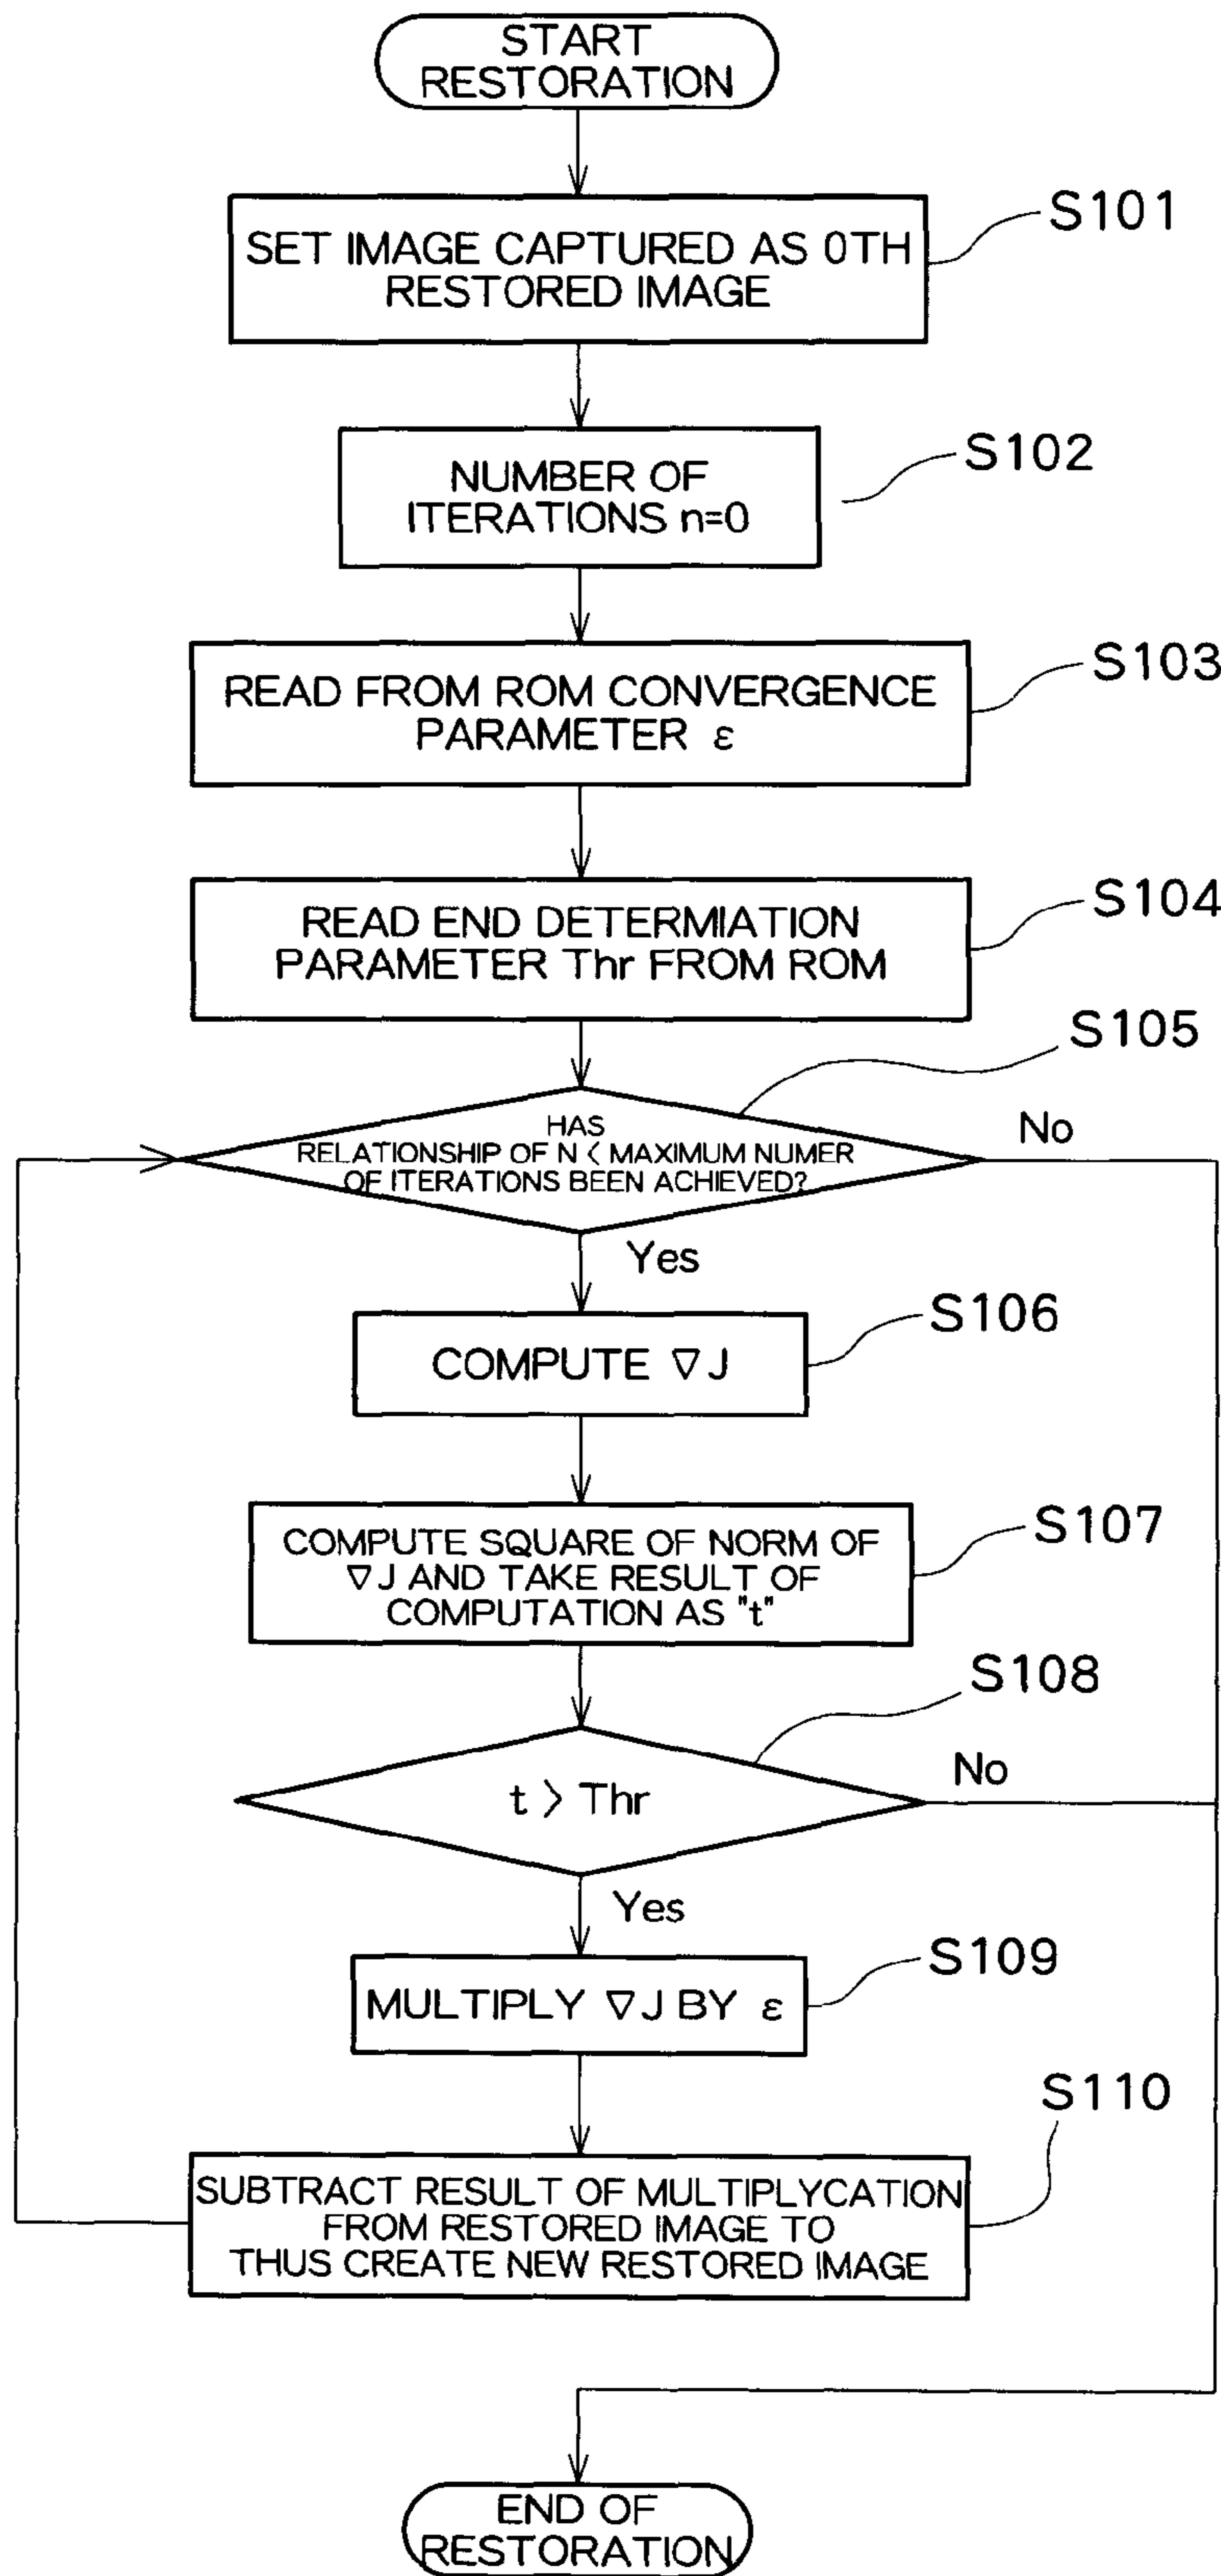 START
RESTORATION
S101
SET IMAGE CAPTURED AS 0TH
RESTORED IMAGE
S102
NUMBER OF
ITERATIONS n=0
S103
READ FROM ROM CONVERGENCE
PARAMETER ε
S104
READ END DETERMIATION
PARAMETER Thr FROM ROM
S105
HAS
RELATIONSHIP OF N < MAXIMUM NUMER
OF ITERATIONS BEEN ACHIEVED?
No
Yes
S106
COMPUTE ∇J
S107
COMPUTE SQUARE OF NORM OF
∇J AND TAKE RESULT OF
COMPUTATION AS "t"
S108
t > Thr
No
Yes
S109
MULTIPLY ∇J BY ε
S110
SUBTRACT RESULT OF MULTIPLYCATION
FROM RESTORED IMAGE TO
THUS CREATE NEW RESTORED IMAGE
END OF
RESTORATION